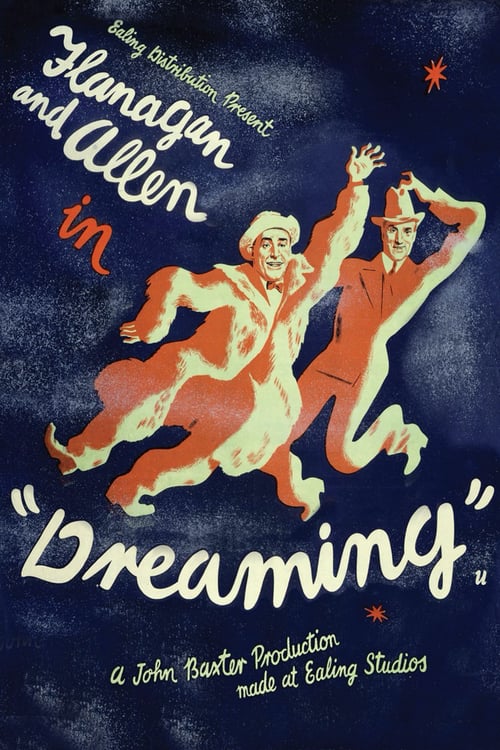 Ealing Distribution Present
Flanagan
and Allen
in
"Dreaming"
u
A John Baxter Production
made at Ealing Studios